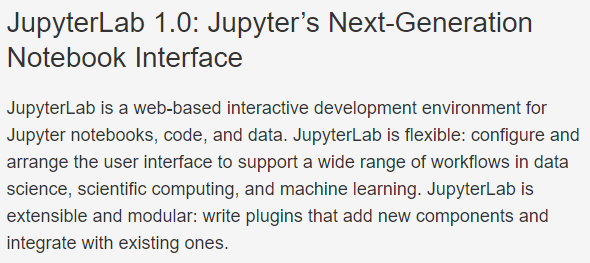 JupyterLab 1.0: Jupyter’s Next-Generation
Notebook Interface
JupyterLab is a web-based interactive development environment for
Jupyter notebooks, code, and data. JupyterLab is flexible: configure and
arrange the user interface to support a wide range of workflows in data
science, scientific computing, and machine learning. JupyterLab is
extensible and modular: write plugins that add new components and
integrate with existing ones.